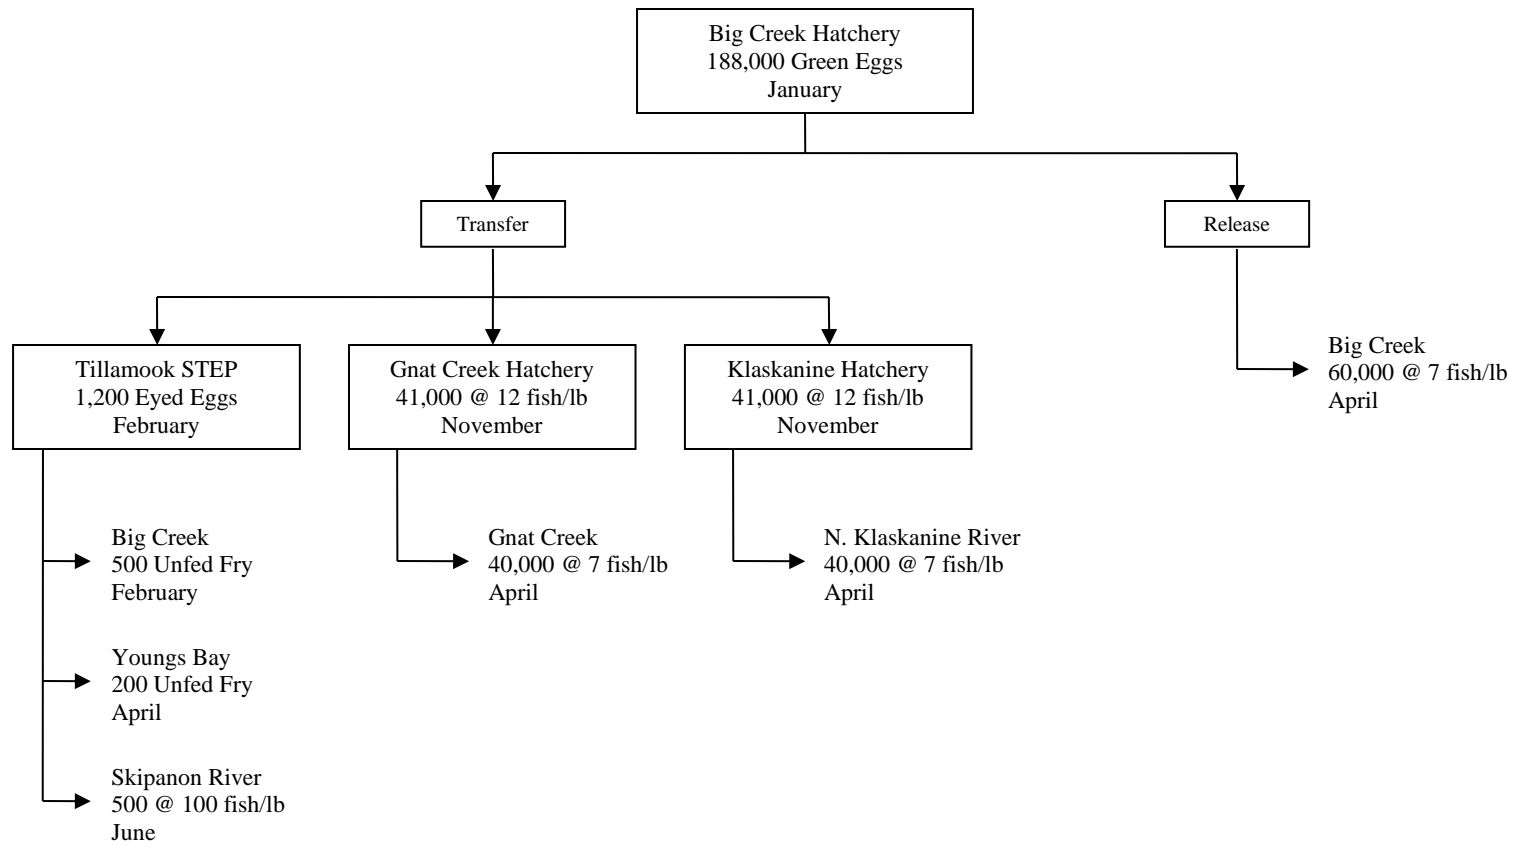 Big Creek Hatchery
188,000 Green Eggs
January
Transfer
Release
Tillamook STEP
1,200 Eyed Eggs
February
Gnat Creek Hatchery
41,000 @ 12 fish/lb
November
Klaskanine Hatchery
41,000 @ 12 fish/lb
November
Big Creek
60,000 @ 7 fish/lb
April
Big Creek
500 Unfed Fry
February
Gnat Creek
40,000 @ 7 fish/lb
April
N. Klaskanine River
40,000 @ 7 fish/lb
April
Youngs Bay
200 Unfed Fry
April
Skipanon River
500 @ 100 fish/lb
June